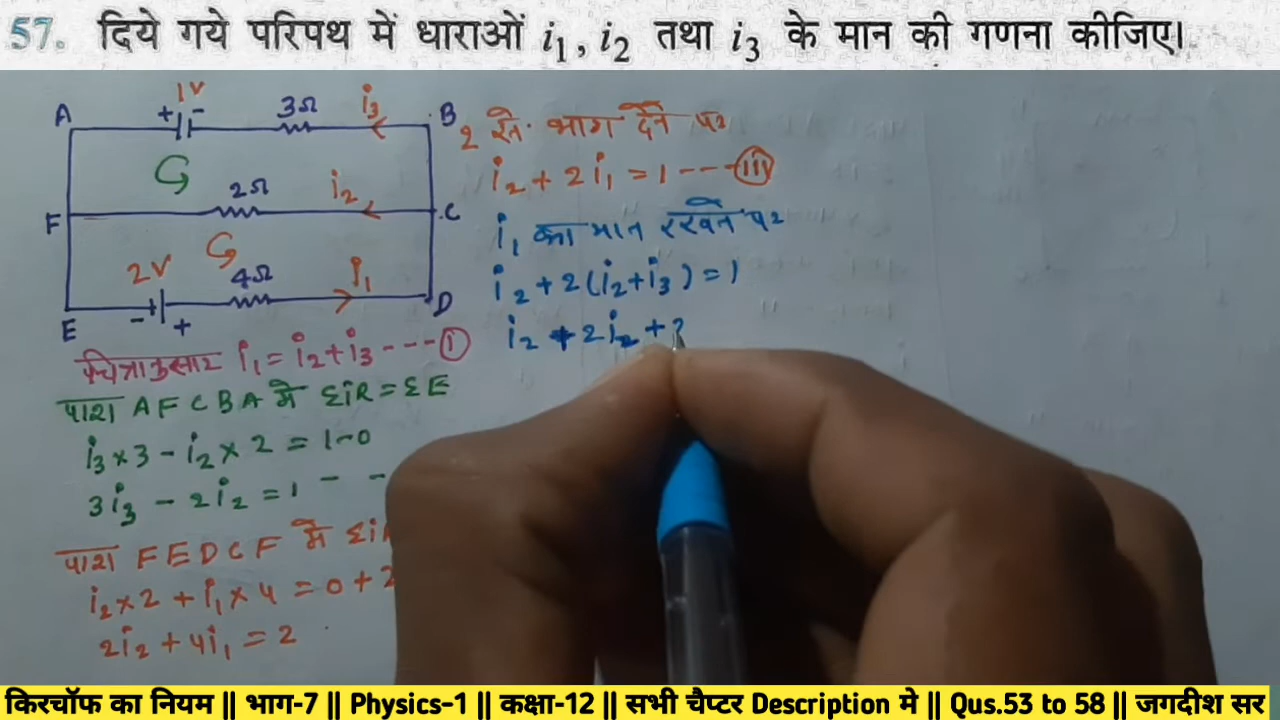 57. दिये गये परिपथ में धाराओं i₁, i₂ तथा i₃ के मान की गणना कीजिए।
A + 1V - 3Ω i₃ B
F 2Ω i₂ C
E - 2V + 4Ω i₁ D
चित्रानुसार i₁ = i₂+i₃ ---- ①
पाश AFCBA में ΣiR = ΣE
i₃×3 - i₂×2 = 1-0
3i₃ - 2i₂ = 1 - -
पाश FEDCF में Σi
i₂×2 + i₁×4 = 0+2
2i₂ + 4i₁ = 2
2 से भाग देने पर
i₂ + 2i₁ = 1 --- (iii)
i₁ का मान रखने पर
i₂ + 2(i₂+i₃) = 1
i₂ + 2i₂ + 2
किरचॉफ का नियम || भाग-7 || Physics-1 || कक्षा-12 || सभी चैप्टर Description मे || Qus.53 to 58 || जगदीश सर